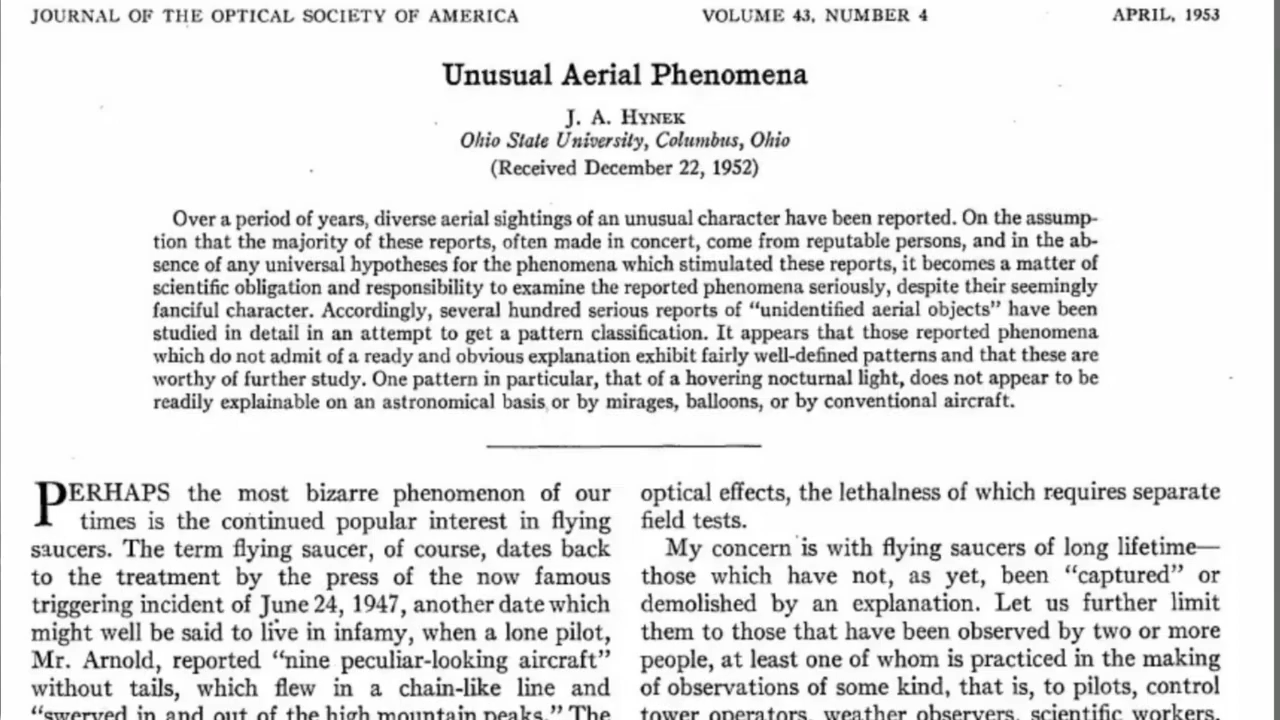 JOURNAL OF THE OPTICAL SOCIETY OF AMERICA VOLUME 43, NUMBER 4 APRIL, 1953
Unusual Aerial Phenomena
J. A. HYNEK
Ohio State University, Columbus, Ohio
(Received December 22, 1952)
Over a period of years, diverse aerial sightings of an unusual character have been reported. On the assump-
tion that the majority of these reports, often made in concert, come from reputable persons, and in the ab-
sence of any universal hypotheses for the phenomena which stimulated these reports, it becomes a matter of
scientific obligation and responsibility to examine the reported phenomena seriously, despite their seemingly
fanciful character. Accordingly, several hundred serious reports of "unidentified aerial objects" have been
studied in detail in an attempt to get a pattern classification. It appears that those reported phenomena
which do not admit of a ready and obvious explanation exhibit fairly well-defined patterns and that these are
worthy of further study. One pattern in particular, that of a hovering nocturnal light, does not appear to be
readily explainable on an astronomical basis or by mirages, balloons, or by conventional aircraft.
PERHAPS the most bizarre phenomenon of our
times is the continued popular interest in flying
saucers. The term flying saucer, of course, dates back
to the treatment by the press of the now famous
triggering incident of June 24, 1947, another date which
might well be said to live in infamy, when a lone pilot,
Mr. Arnold, reported "nine peculiar-looking aircraft"
without tails, which flew in a chain-like line and
"swerved in and out of the high mountain peaks." The
optical effects, the lethalness of which requires separate
field tests.
My concern is with flying saucers of long lifetime—
those which have not, as yet, been "captured" or
demolished by an explanation. Let us further limit
them to those that have been observed by two or more
people, at least one of whom is practiced in the making
of observations of some kind, that is, to pilots, control
tower operators, weather observers, scientific workers,